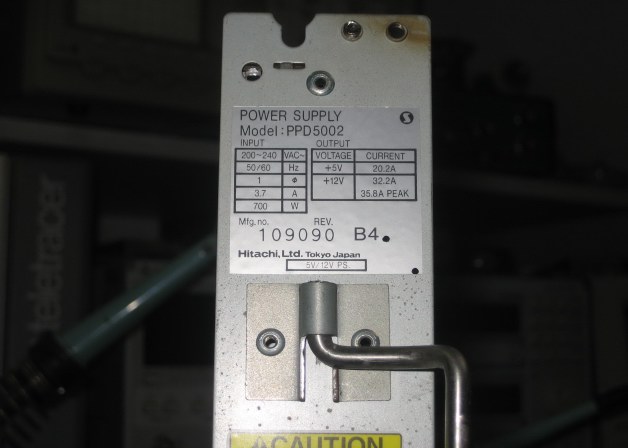 POWER SUPPLY
Model:PPD5002
INPUT OUTPUT
200~240 VAC~ VOLTAGE CURRENT
50/60 Hz +5V 20.2A
1 Φ +12V 32.2A
3.7 A 35.8A PEAK
700 W
Mfg.no. REV.
109090 B4.
Hitachi,Ltd. Tokyo Japan
5V/12V PS.
CAUTION
telemacer